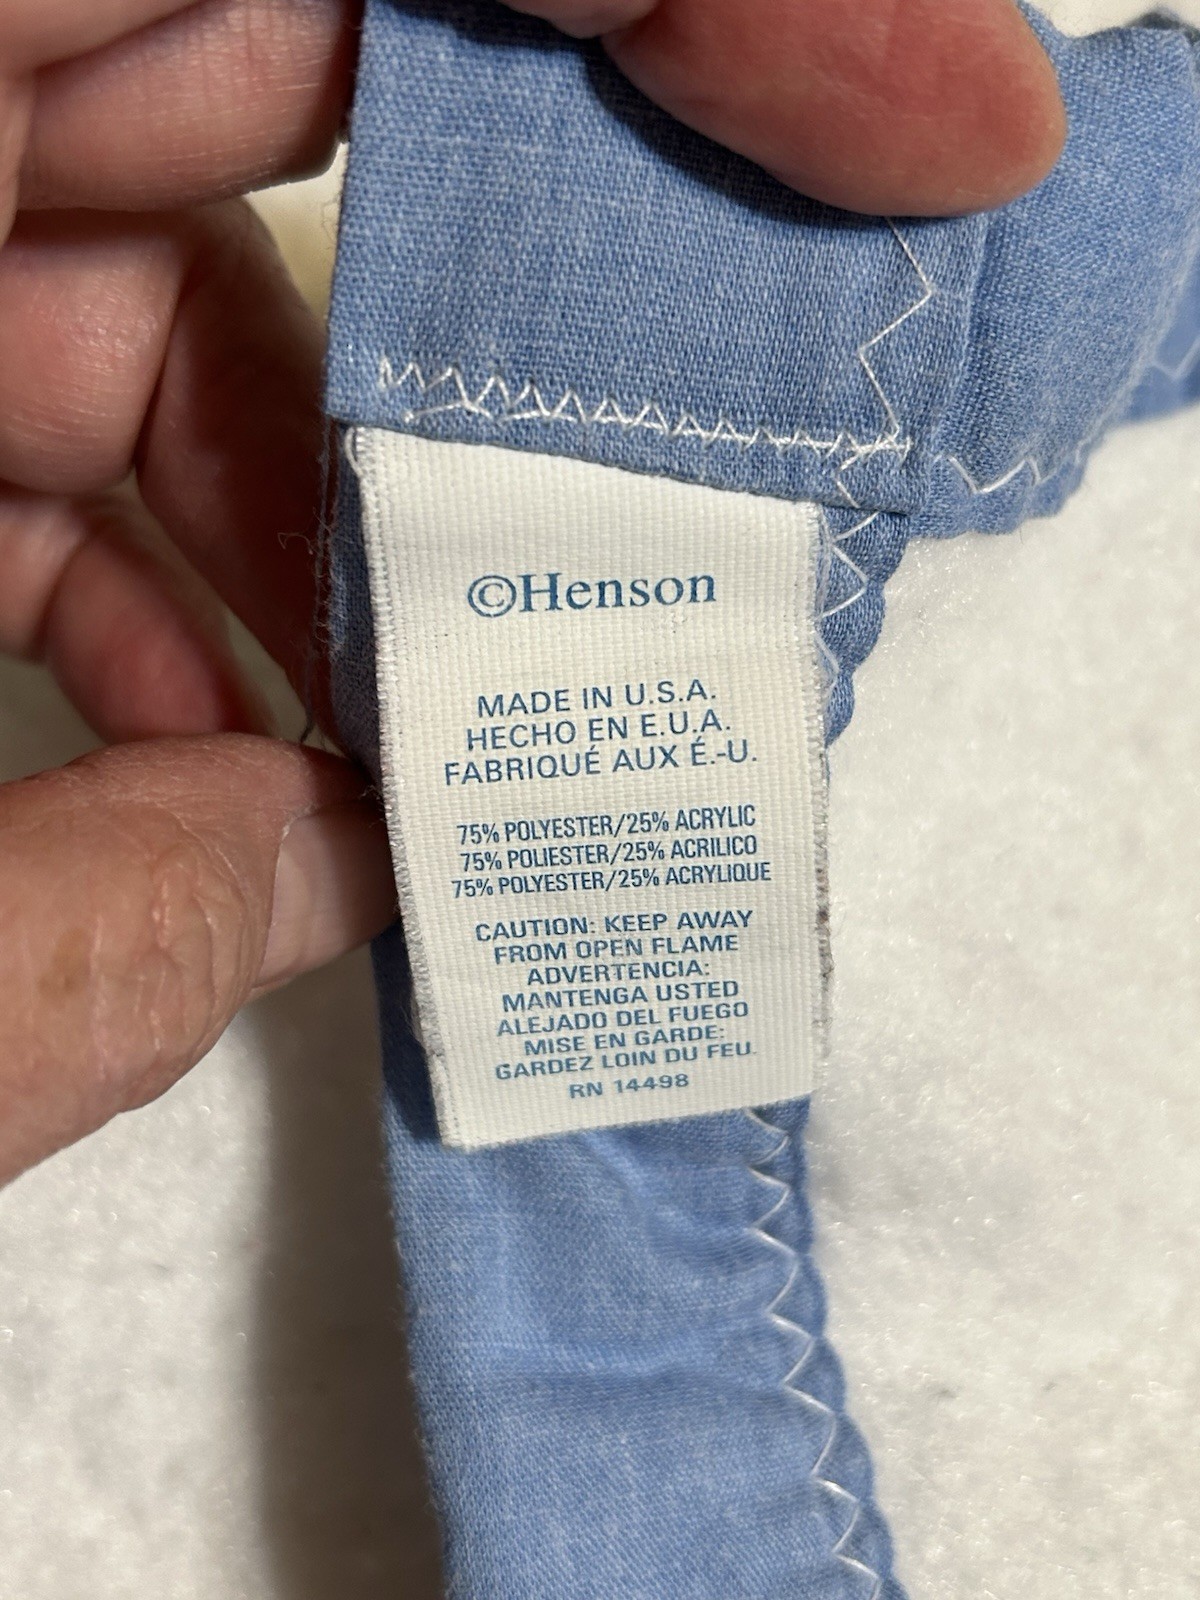 ©Henson
MADE IN U.S.A.
HECHO EN E.U.A.
FABRIQUÉ AUX É.-U.
75% POLYESTER/25% ACRYLIC
75% POLIESTER/25% ACRILICO
75% POLYESTER/25% ACRYLIQUE
CAUTION: KEEP AWAY
FROM OPEN FLAME
ADVERTENCIA:
MANTENGA USTED
ALEJADO DEL FUEGO
MISE EN GARDE:
GARDEZ LOIN DU FEU.
RN 14498